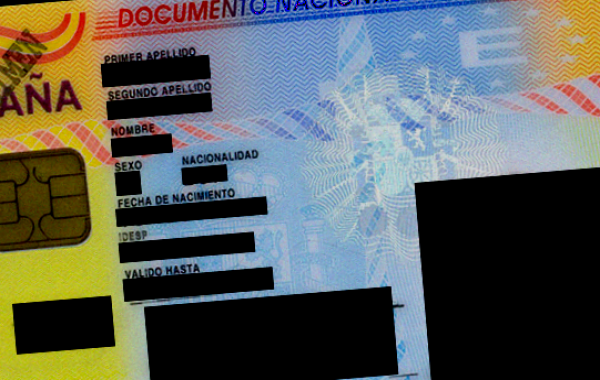 DOCUMENTO NACIONAL
AÑA
PRIMER APELLIDO
SEGUNDO APELLIDO
NOMBRE
SEXO NACIONALIDAD
FECHA DE NACIMIENTO
IDESP
VALIDO HASTA
E